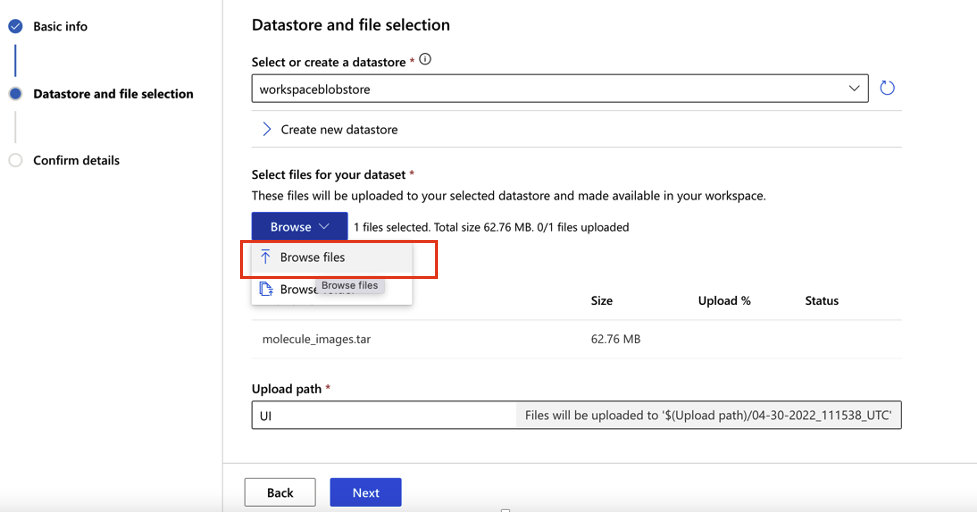 Basic info
Datastore and file selection
Confirm details
Datastore and file selection
Select or create a datastore *
workspaceblobstore
Create new datastore
Select files for your dataset *
These files will be uploaded to your selected datastore and made available in your workspace.
Browse 1 files selected. Total size 62.76 MB. 0/1 files uploaded
Browse files
Browse
Browse files
Size Upload % Status
molecule_images.tar 62.76 MB
Upload path *
UI Files will be uploaded to '$(Upload path)/04-30-2022_111538_UTC'
Back Next